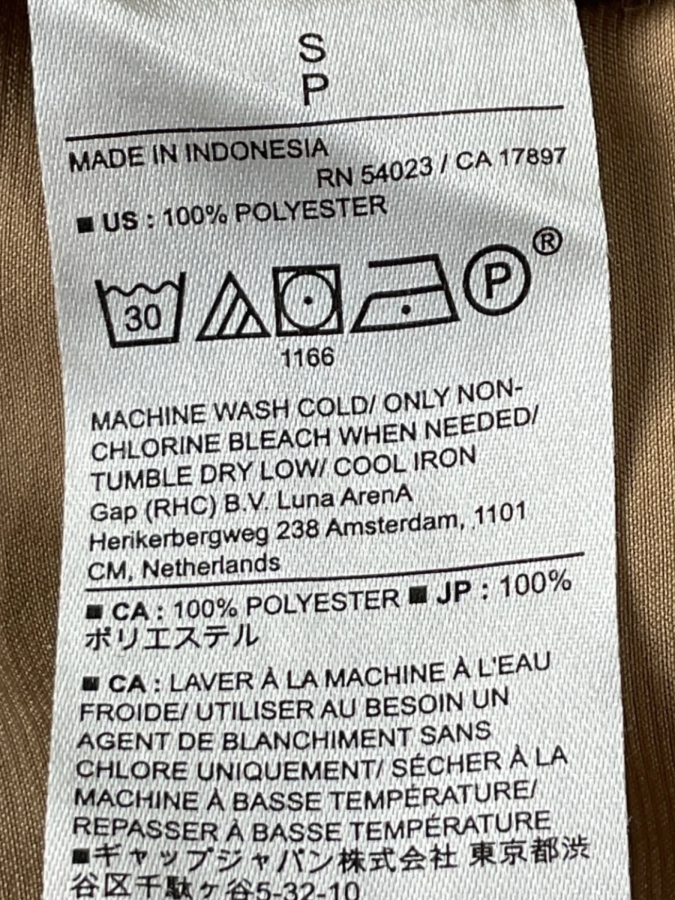 S
P
MADE IN INDONESIA
RN 54023 / CA 17897
■ US : 100% POLYESTER
30 P ®
1166
MACHINE WASH COLD/ ONLY NON-
CHLORINE BLEACH WHEN NEEDED/
TUMBLE DRY LOW/ COOL IRON
Gap (RHC) B.V. Luna ArenA
Herikerbergweg 238 Amsterdam, 1101
CM, Netherlands
■ CA : 100% POLYESTER ■ JP : 100%
ポリエステル
■ CA : LAVER À LA MACHINE À L'EAU
FROIDE/ UTILISER AU BESOIN UN
AGENT DE BLANCHIMENT SANS
CHLORE UNIQUEMENT/ SÉCHER À LA
MACHINE À BASSE TEMPÉRATURE/
REPASSER À BASSE TEMPÉRATURE
■ギャップジャパン株式会社 東京都渋
谷区千駄ヶ谷5-32-10